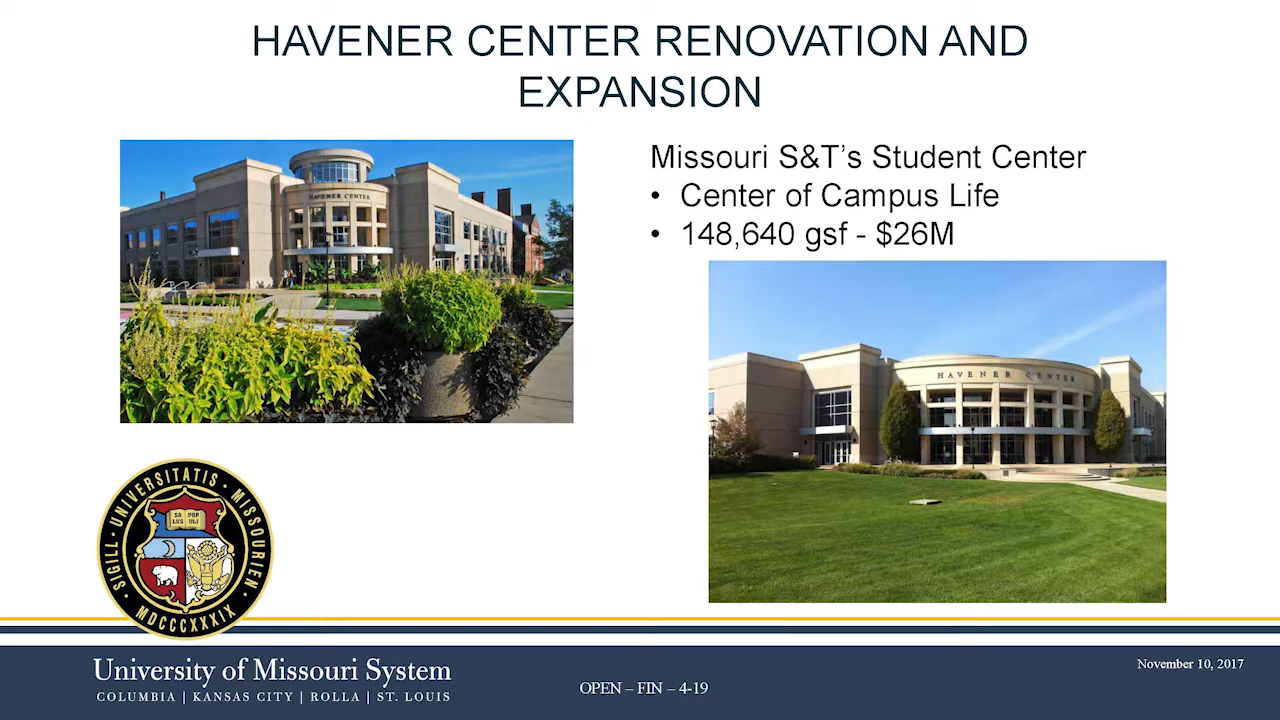 HAVENER CENTER RENOVATION AND
EXPANSION
HAVENER CENTER
Missouri S&T’s Student Center
• Center of Campus Life
• 148,640 gsf - $26M
HAVENER CENTER
SIGILL · UNIVERSITATIS · MISSOURIEN ·
MDCCCXXXIX
SA POP
LUS ULI
University of Missouri System
COLUMBIA | KANSAS CITY | ROLLA | ST. LOUIS
OPEN – FIN – 4-19
November 10, 2017